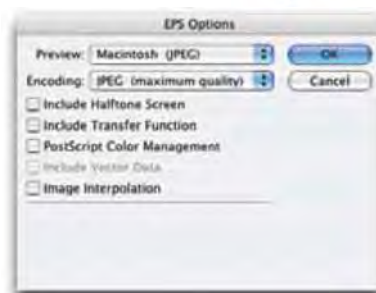 EPS Options
Preview: Macintosh (JPEG) OK
Encoding: JPEG (maximum quality) Cancel
Include Halftone Screen
Include Transfer Function
PostScript Color Management
Include Vector Data
Image Interpolation